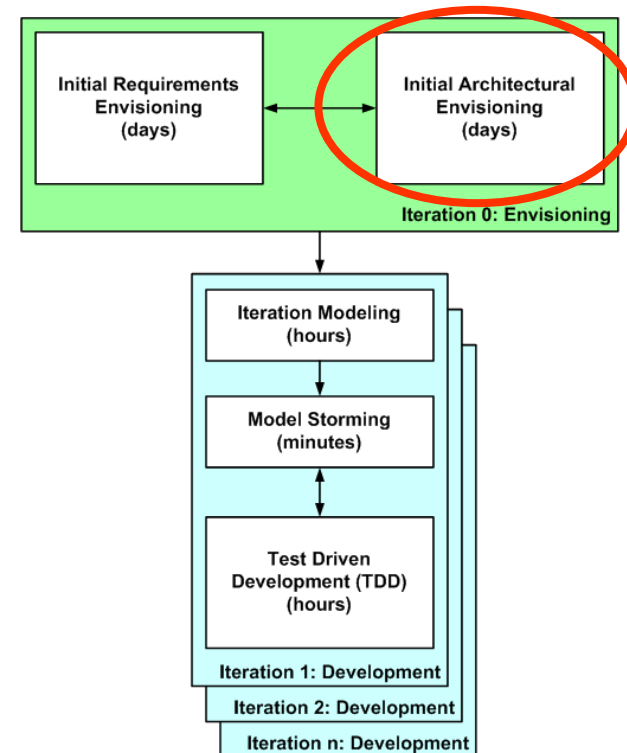 Initial Requirements
Envisioning
(days)
Initial Architectural
Envisioning
(days)
Iteration 0: Envisioning
Iteration Modeling
(hours)
Model Storming
(minutes)
Test Driven
Development (TDD)
(hours)
Iteration 1: Development
Iteration 2: Development
Iteration n: Development